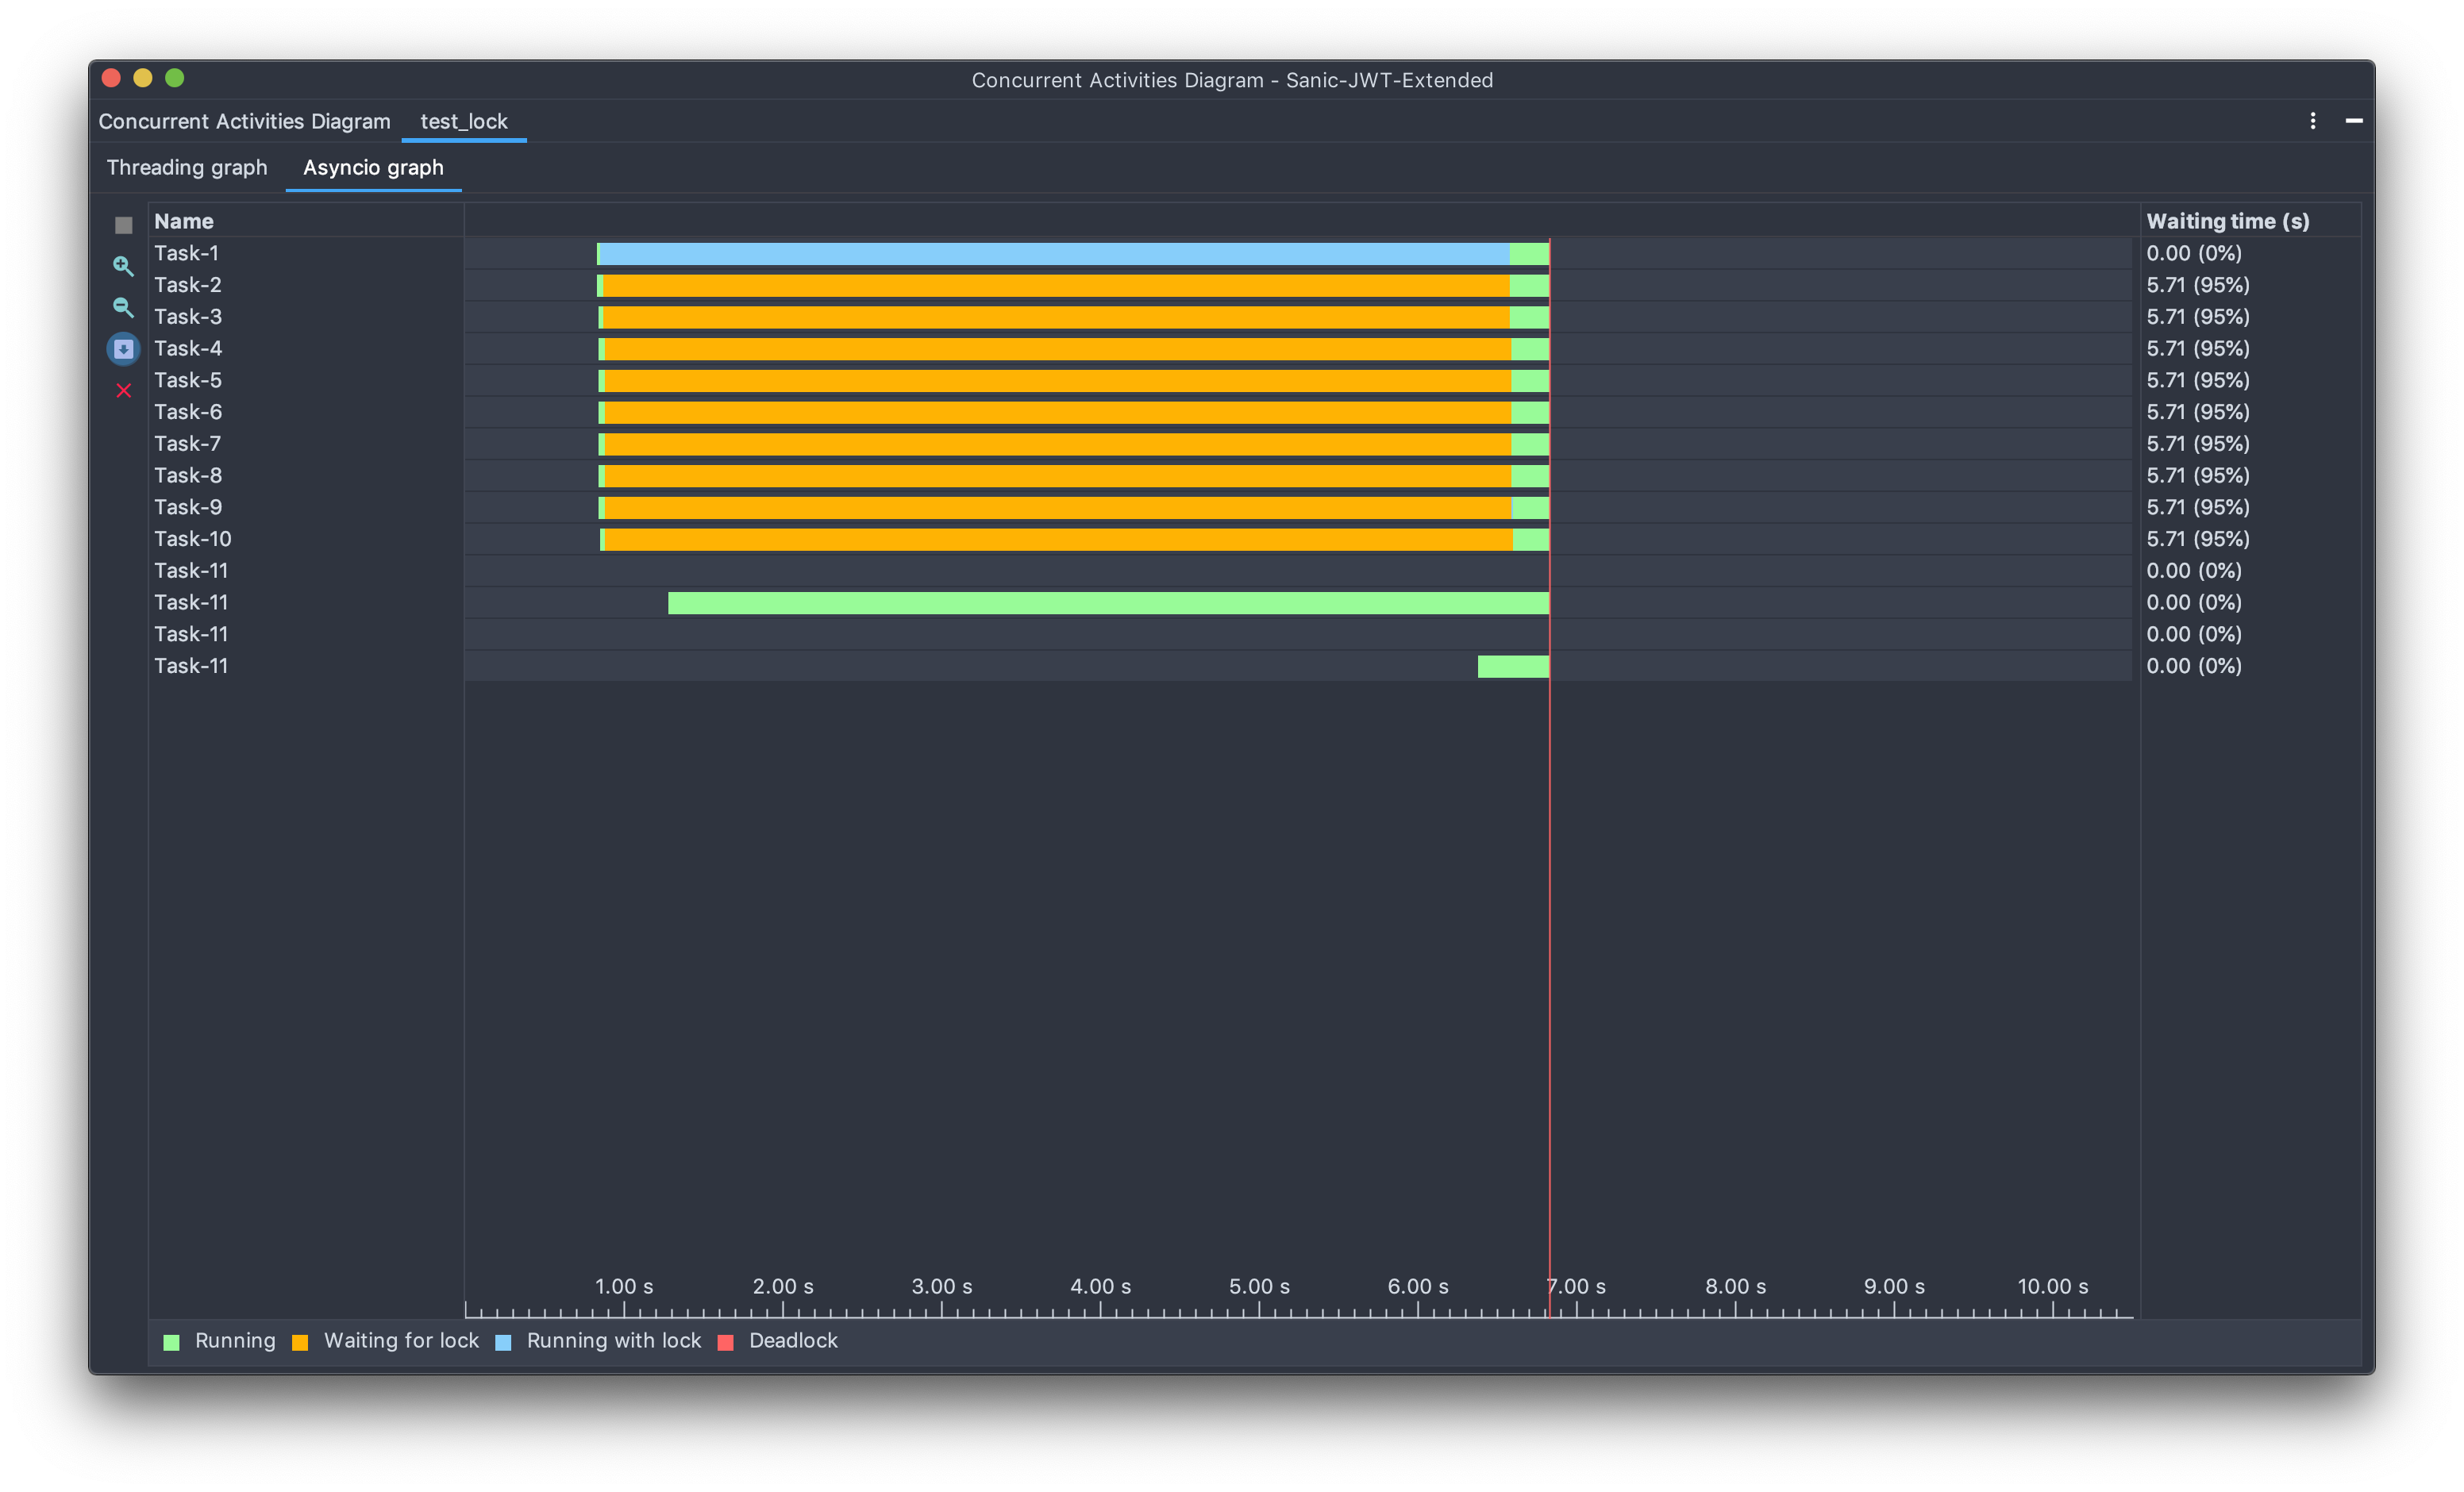 Concurrent Activities Diagram - Sanic-JWT-Extended
Concurrent Activities Diagram test_lock
Threading graph Asyncio graph
Name Waiting time (s)
Task-1 0.00 (0%)
Task-2 5.71 (95%)
Task-3 5.71 (95%)
Task-4 5.71 (95%)
Task-5 5.71 (95%)
Task-6 5.71 (95%)
Task-7 5.71 (95%)
Task-8 5.71 (95%)
Task-9 5.71 (95%)
Task-10 5.71 (95%)
Task-11 0.00 (0%)
Task-11 0.00 (0%)
Task-11 0.00 (0%)
Task-11 0.00 (0%)
1.00 s 2.00 s 3.00 s 4.00 s 5.00 s 6.00 s 7.00 s 8.00 s 9.00 s 10.00 s
Running Waiting for lock Running with lock Deadlock